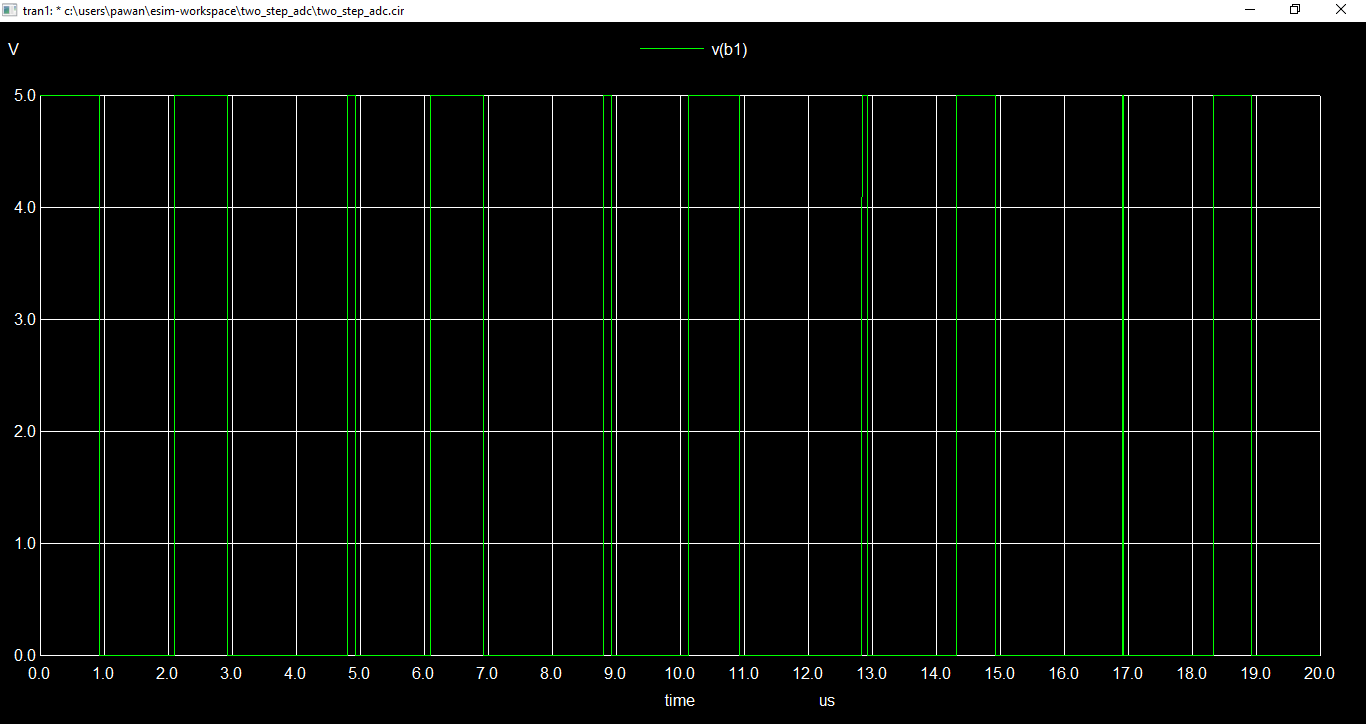 tran1: * c:\users\pawan\esim-workspace\two_step_adc\two_step_adc.cir
V
v(b1)
5.0
4.0
3.0
2.0
1.0
0.0
0.0 1.0 2.0 3.0 4.0 5.0 6.0 7.0 8.0 9.0 10.0 11.0 12.0 13.0 14.0 15.0 16.0 17.0 18.0 19.0 20.0
time us